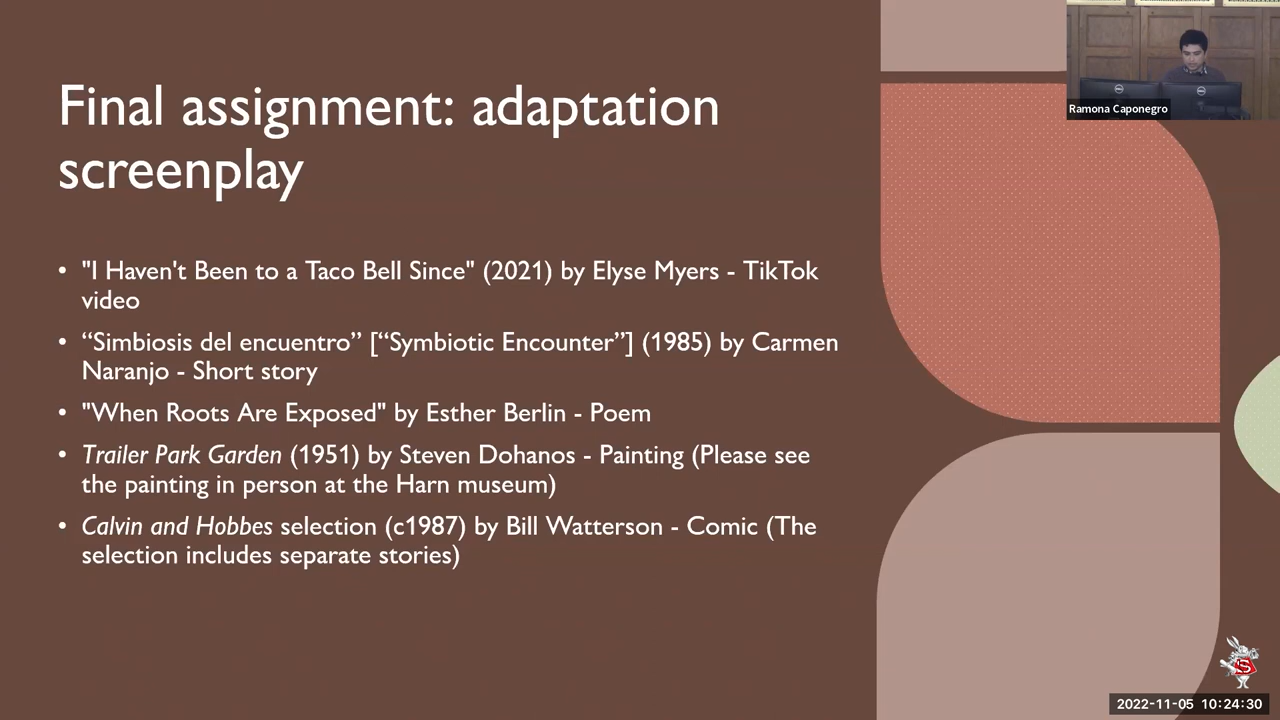 Final assignment: adaptation
screenplay
• "I Haven't Been to a Taco Bell Since" (2021) by Elyse Myers - TikTok
video
• “Simbiosis del encuentro” [“Symbiotic Encounter”] (1985) by Carmen
Naranjo - Short story
• "When Roots Are Exposed" by Esther Berlin - Poem
• Trailer Park Garden (1951) by Steven Dohanos - Painting (Please see
the painting in person at the Harn museum)
• Calvin and Hobbes selection (c1987) by Bill Watterson - Comic (The
selection includes separate stories)
Ramona Caponegro
S
2022-11-05 10:24:30